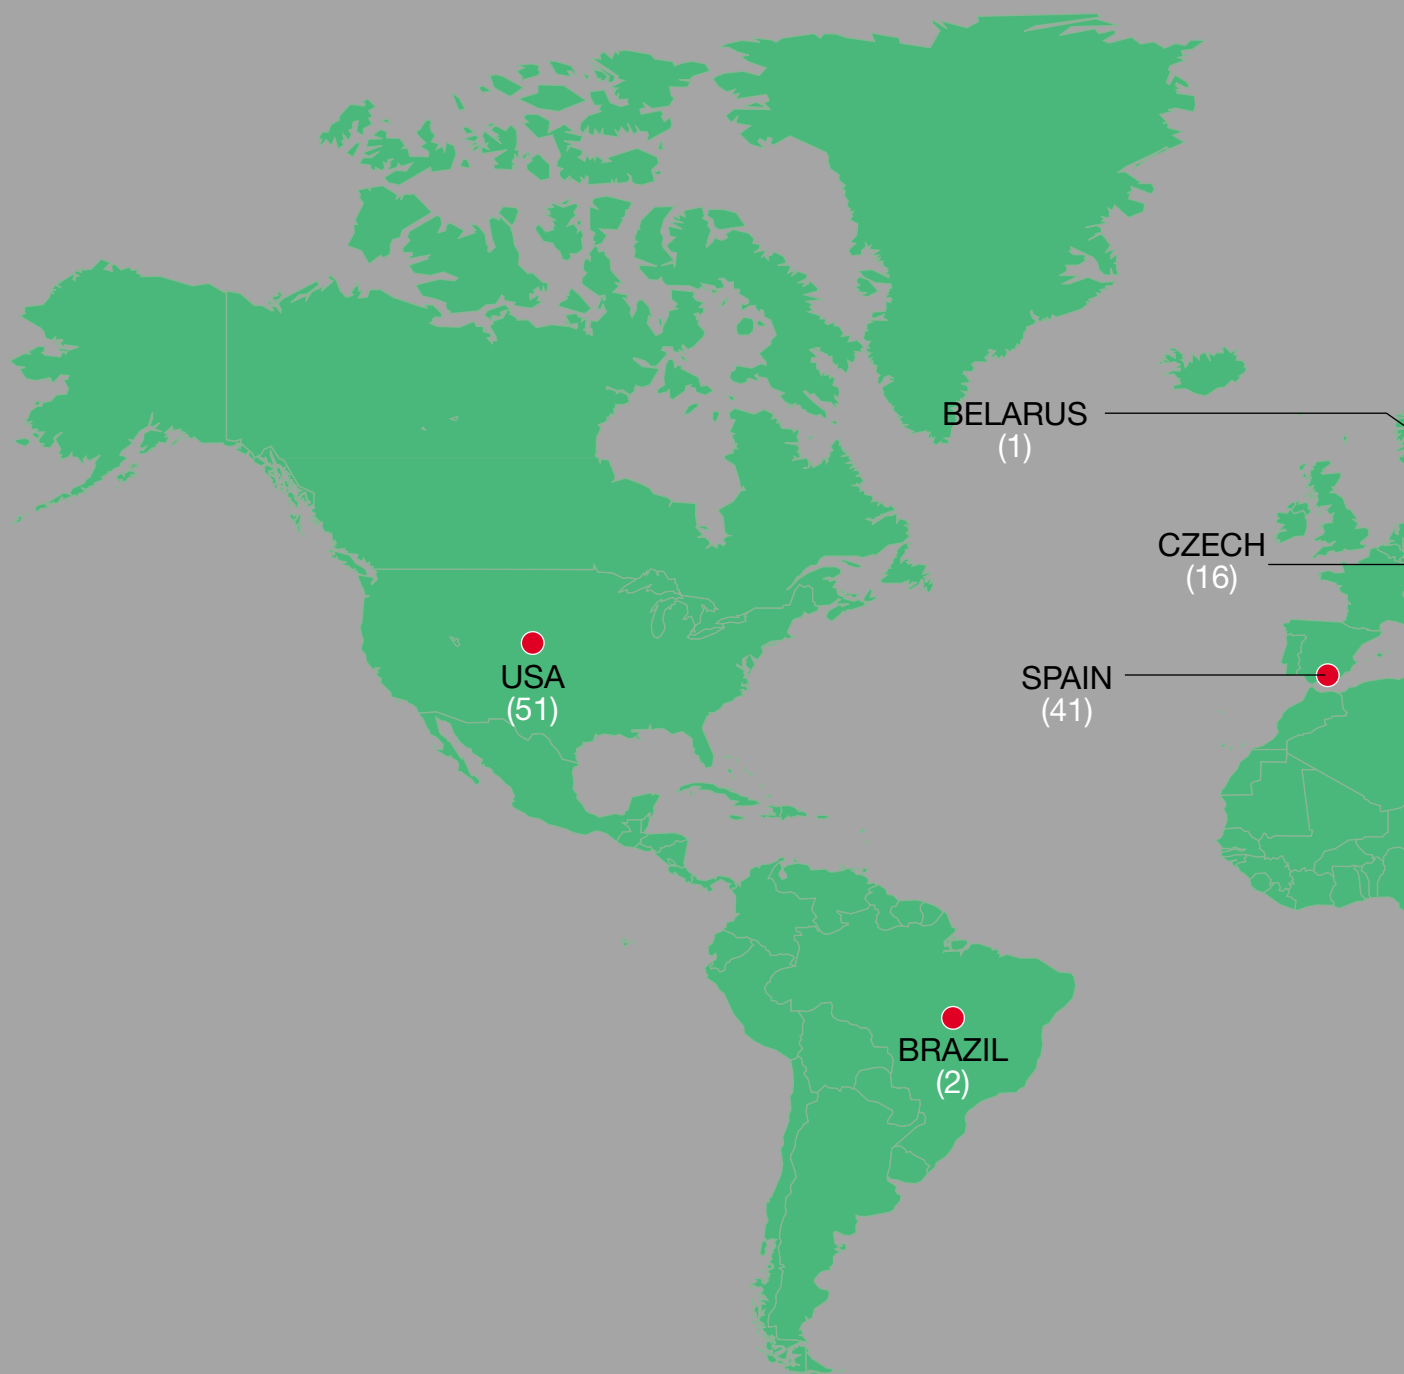 BELARUS
(1)
CZECH
(16)
USA
(51)
SPAIN
(41)
BRAZIL
(2)